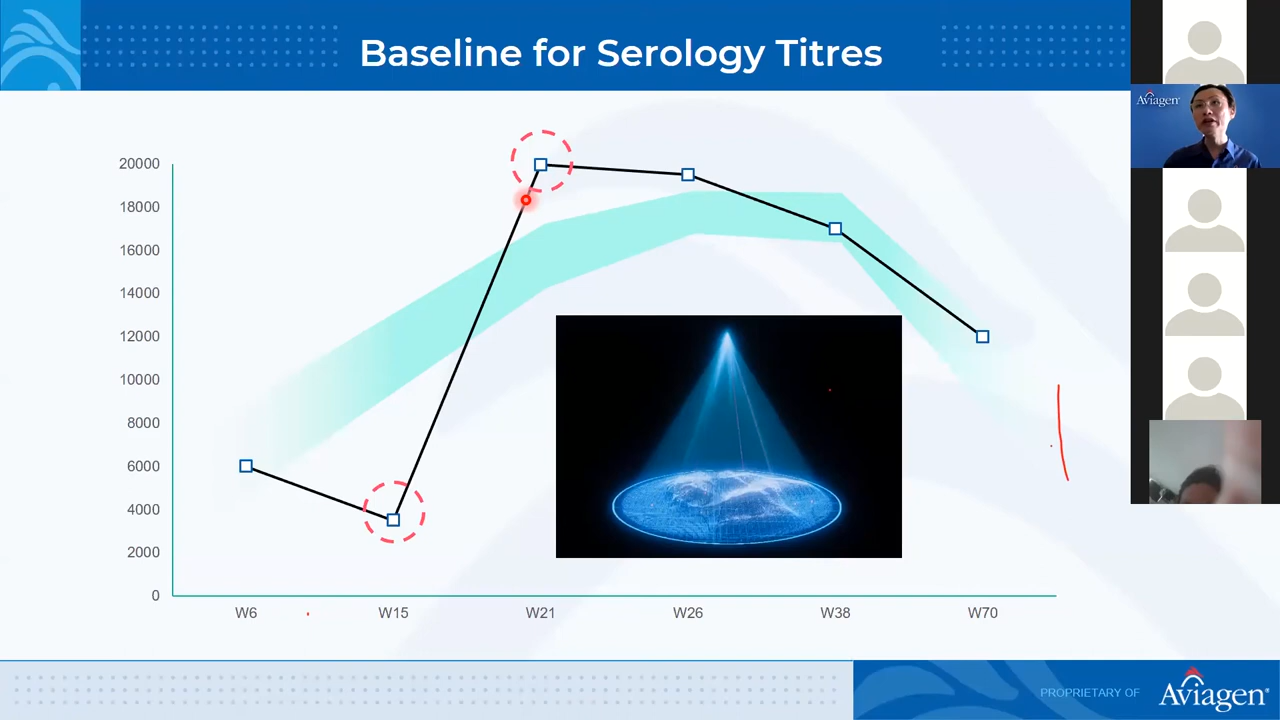 Baseline for Serology Titres
Aviagen
20000
18000
16000
14000
12000
10000
8000
6000
4000
2000
0
W6
W15
W21
W26
W38
W70
PROPRIETARY OF
Aviagen